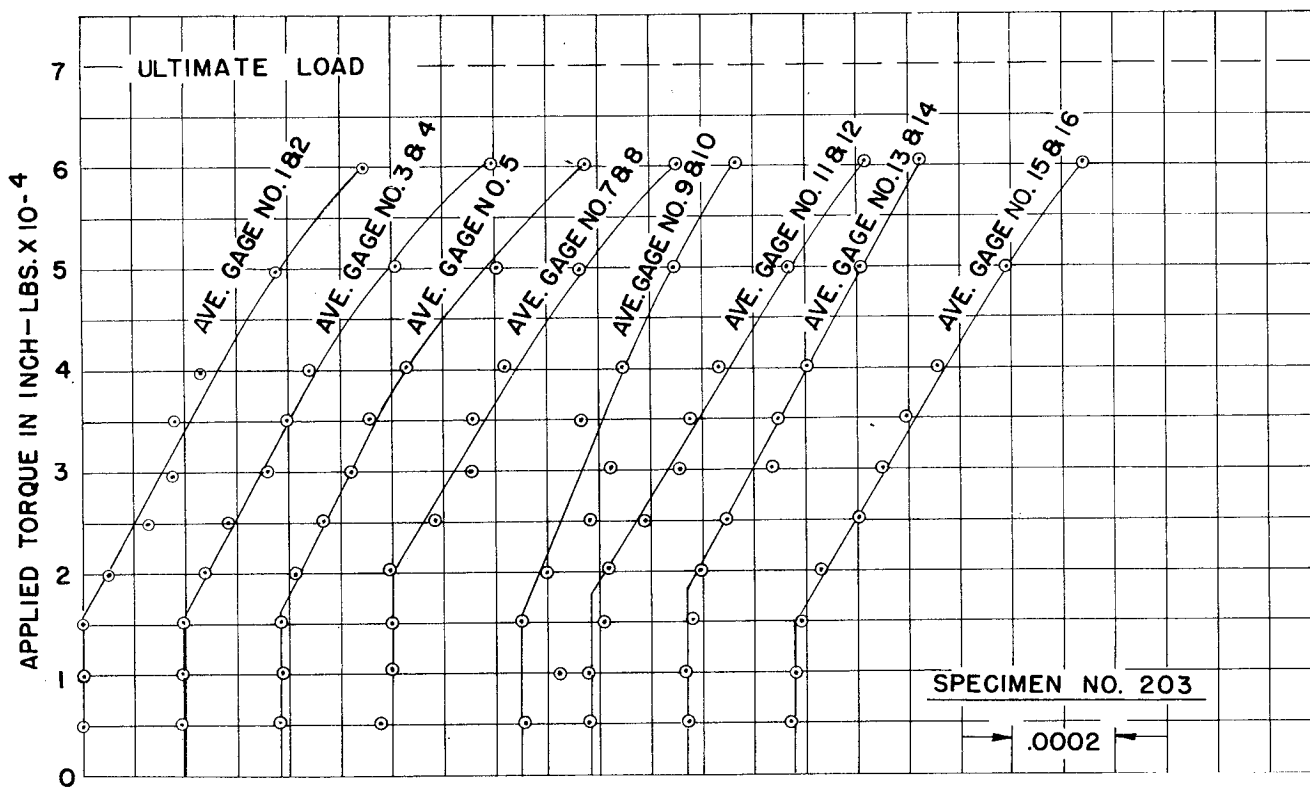 ULTIMATE LOAD
7
6
5
4
3
2
1
0
APPLIED TORQUE IN INCH-LBS. X 10-4
AVE. GAGE NO. 1&2
AVE. GAGE NO. 3 & 4
AVE. GAGE NO. 5
AVE. GAGE NO. 7 & 8
AVE. GAGE NO. 9 & 10
AVE. GAGE NO. 11 & 12
AVE. GAGE NO. 13 & 14
AVE. GAGE NO. 15 & 16
SPECIMEN NO. 203
.0002